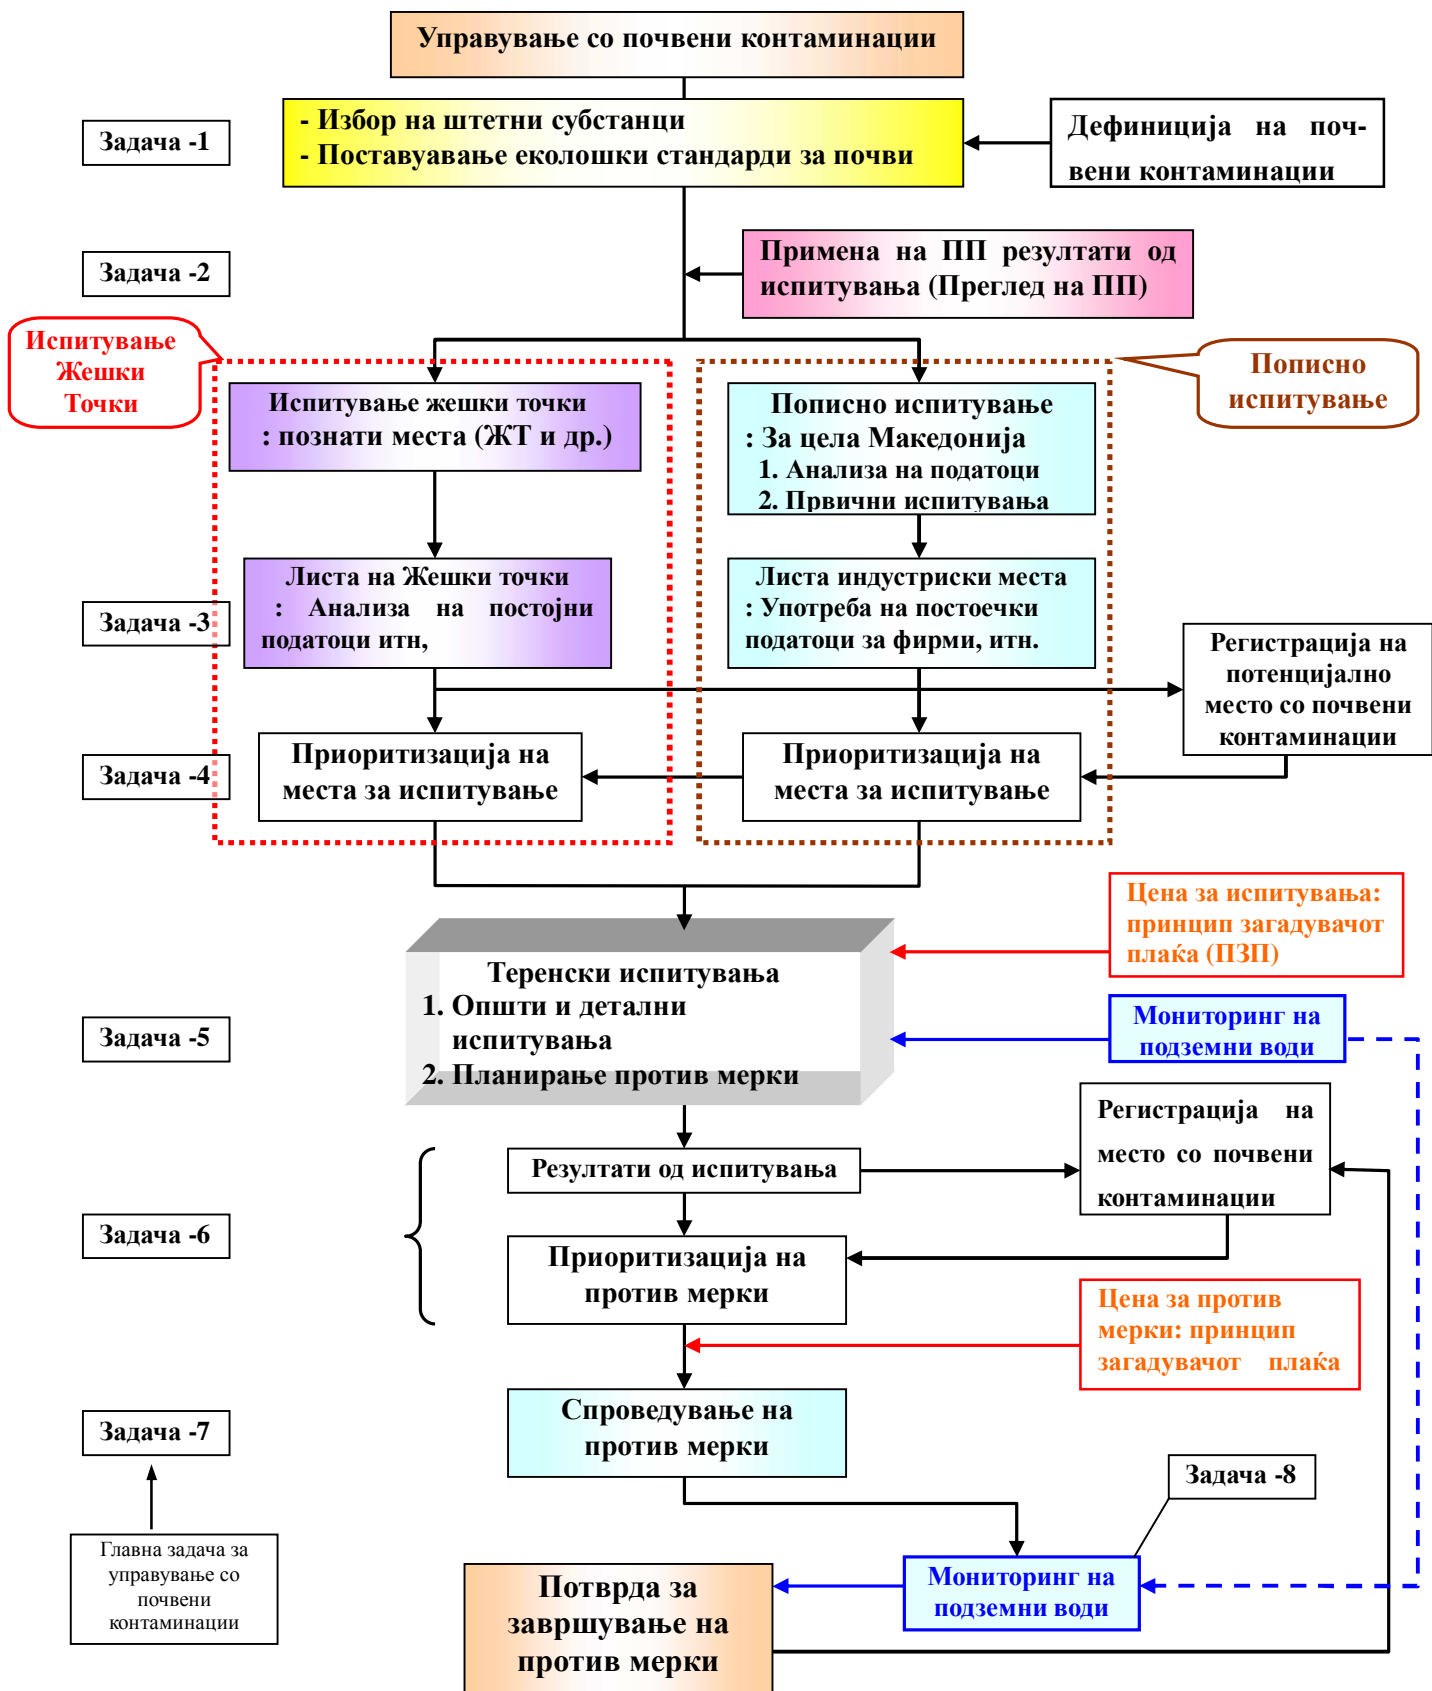 Управување со почвени контаминации
Задача -1
- Избор на штетни субстанци
- Поставуавање еколошки стандарди за почви
Дефиниција на поч-
вени контаминации
Задача -2
Примена на ПП резултати од
испитувања (Преглед на ПП)
Испитување
Жешки
Точки
Пописно
испитување
Испитување жешки точки
: познати места (ЖТ и др.)
Пописно испитување
: За цела Македонија
1. Анализа на податоци
2. Првични испитувања
Задача -3
Листа на Жешки точки
: Анализа на постојни
податоци итн,
Листа индустриски места
: Употреба на постоечки
податоци за фирми, итн.
Регистрација на
потенцијално
место со почвени
контаминации
Задача -4
Приоритизација на
места за испитување
Приоритизација на
места за испитување
Цена за испитувања:
принцип загадувачот
плаќа (ПЗП)
Задача -5
Теренски испитувања
1. Општи и детални
испитувања
2. Планирање против мерки
Мониторинг на
подземни води
Регистрација на
место со почвени
контаминации
Резултати од испитувања
Задача -6
Приоритизација на
против мерки
Цена за против
мерки: принцип
загадувачот плаќа
Задача -7
Спроведување на
против мерки
Задача -8
Главна задача за
управување со
почвени
контаминации
Потврда за
завршување на
против мерки
Мониторинг на
подземни води